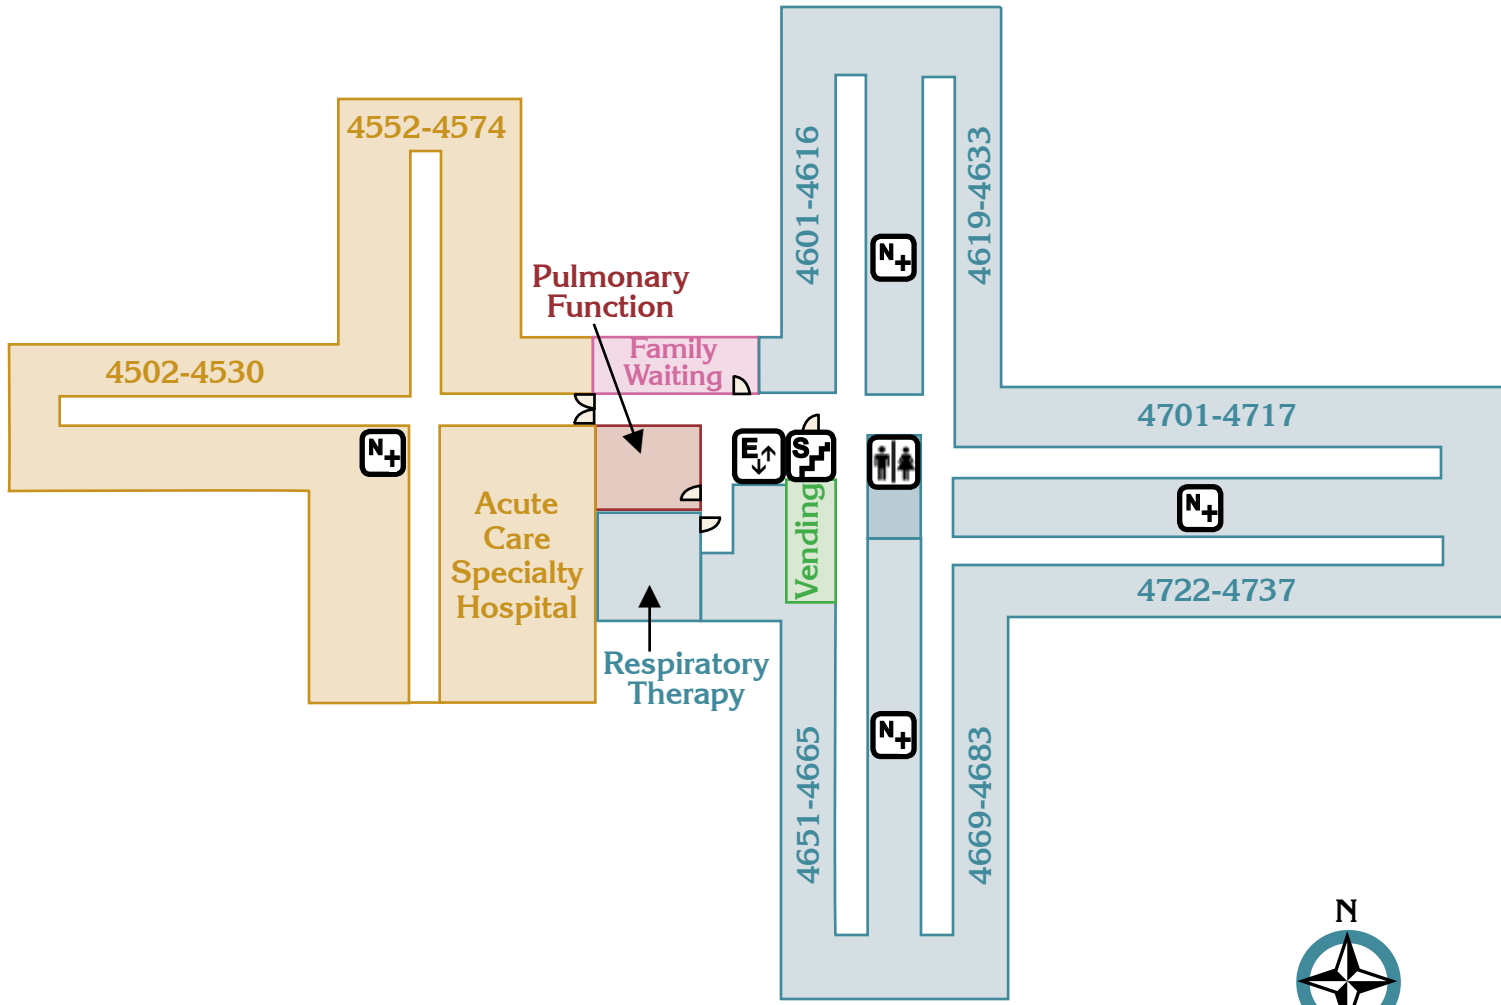 4552-4574
4601-4616
4619-4633
N+
Pulmonary
Function
Family
Waiting
4502-4530
4701-4717
N+
E
S
Acute
Care
Specialty
Hospital
Vending
N+
4722-4737
Respiratory
Therapy
4651-4665
N+
4669-4683
N